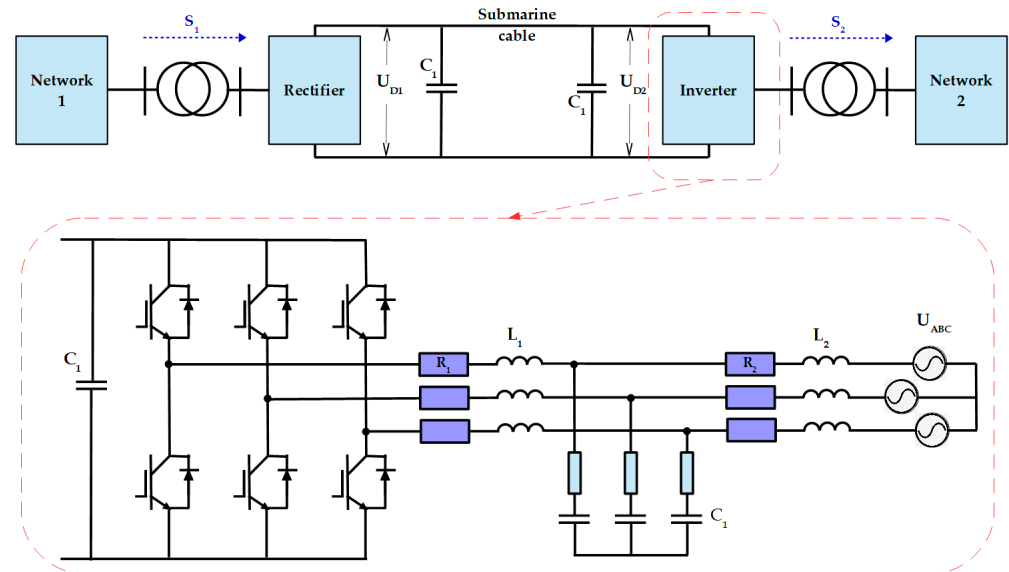 Submarine
cable
S1
S2
Network
1
Rectifier
UD1
C1
C1
UD2
Inverter
Network
2
UABC
L1
L2
C1
R1
R2
C1